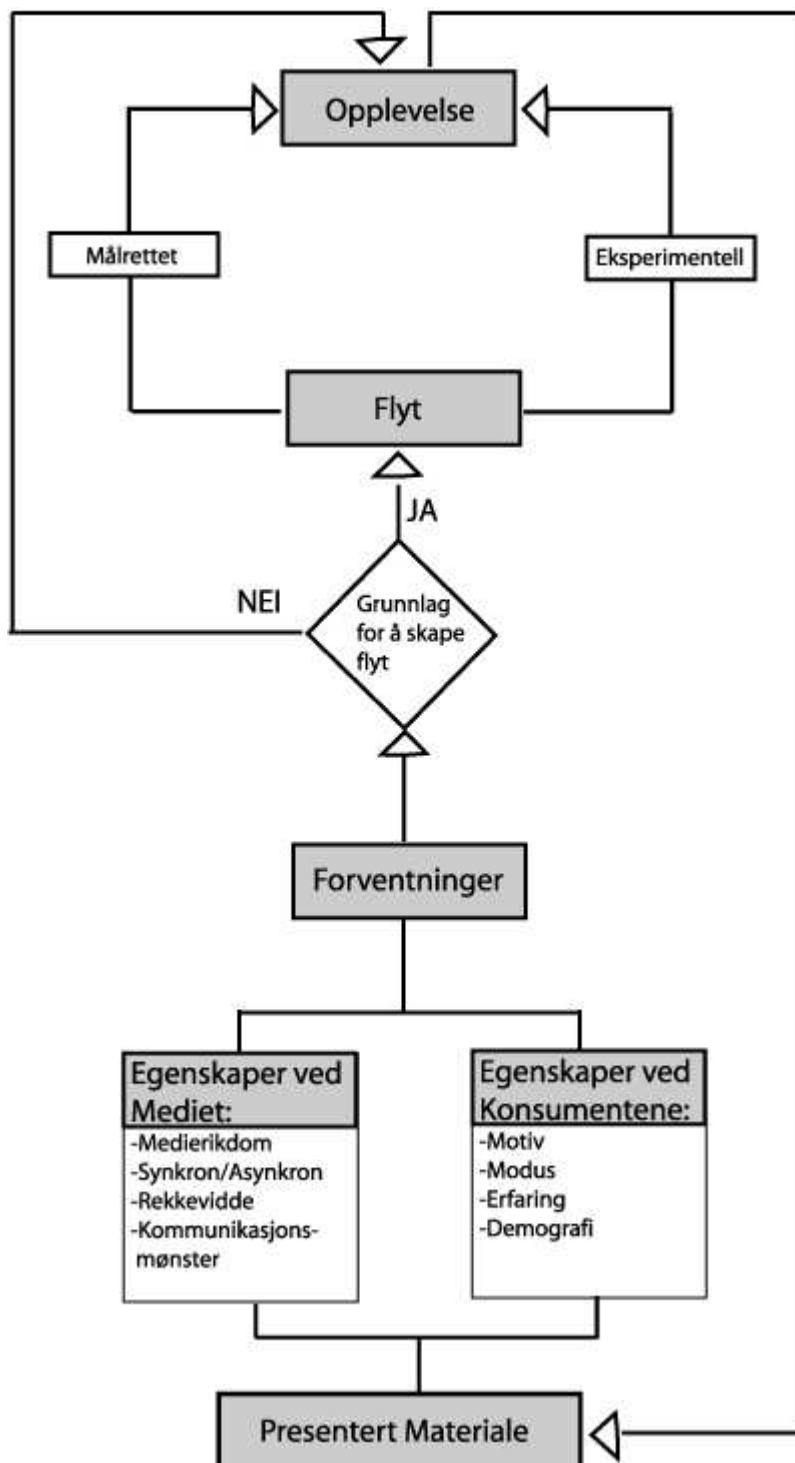 Opplevelse
Målrettet
Eksperimentell
Flyt
JA
NEI
Grunnlag
for å skape
flyt
Forventninger
Egenskaper ved
Mediet:
-Medierikdom
-Synkron/Asynkron
-Rekkevidde
-Kommunikasjons-
mønster
Egenskaper ved
Konsumentene:
-Motiv
-Modus
-Erfaring
-Demografi
Presentert Materiale